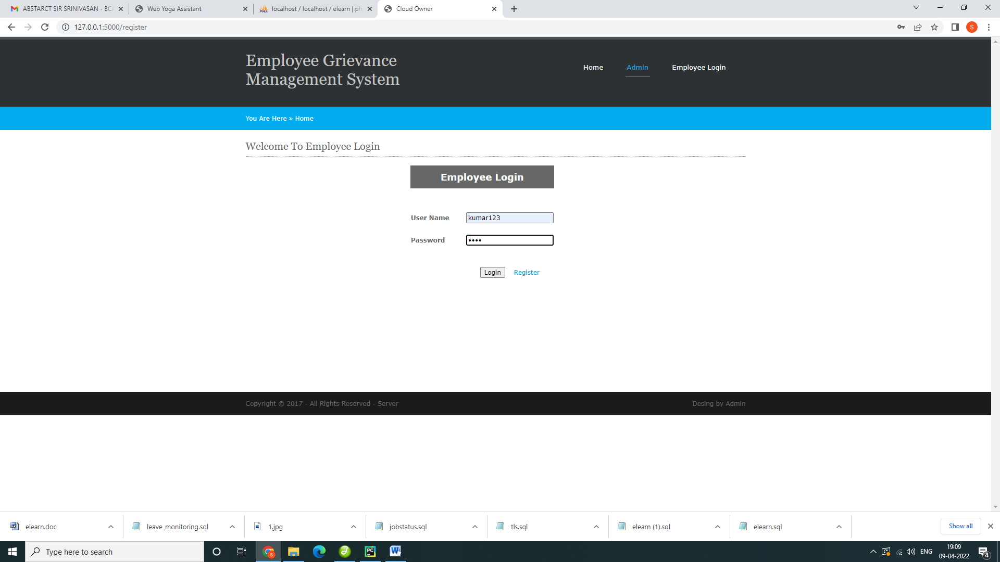 ABSTARCT SIR SRINIVASAN - BCA
Web Yoga Assistant
localhost / localhost / elearn | ph
Cloud Owner
127.0.0.1:5000/register
S
Employee Grievance
Management System
Home
Admin
Employee Login
You Are Here » Home
Welcome To Employee Login
Employee Login
User Name
kumar123
Password
••••
Login
Register
Copyright © 2017 - All Rights Reserved - Server
Desing by Admin
elearn.doc
leave_monitoring.sql
1.jpg
jobstatus.sql
tls.sql
elearn (1).sql
elearn.sql
Show all
Type here to search
ENG
19:09
09-04-2022
4